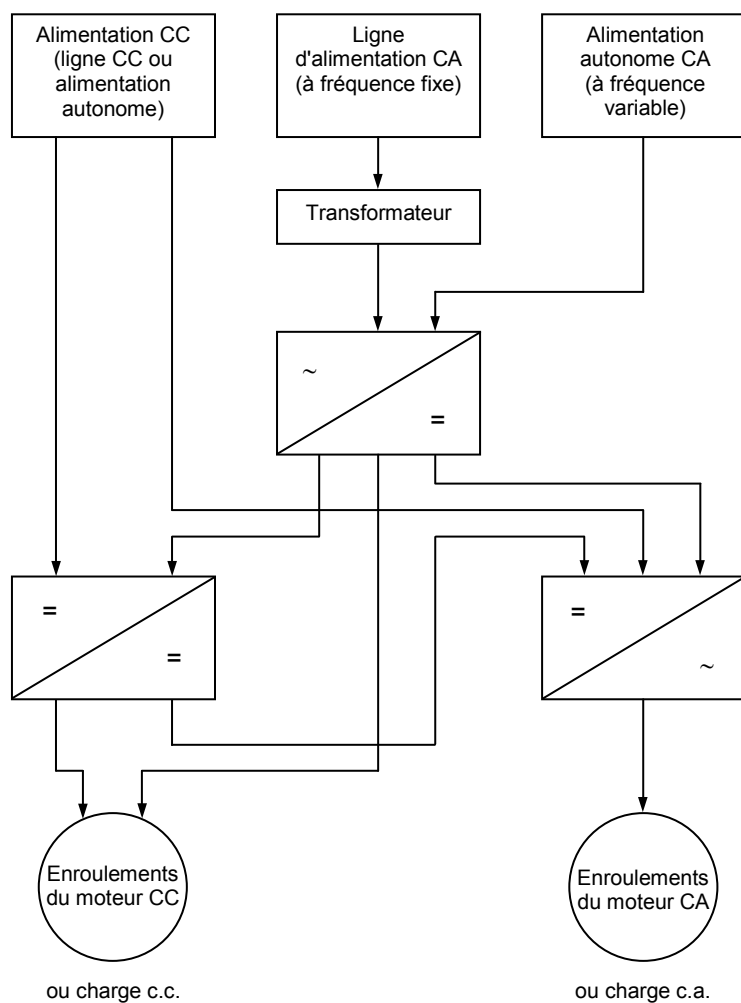 Alimentation CC
(ligne CC ou
alimentation
autonome)
Ligne
d'alimentation CA
(à fréquence fixe)
Alimentation
autonome CA
(à fréquence
variable)
Transformateur
~
=
=
=
=
~
Enroulements
du moteur CC
Enroulements
du moteur CA
ou charge c.c.
ou charge c.a.